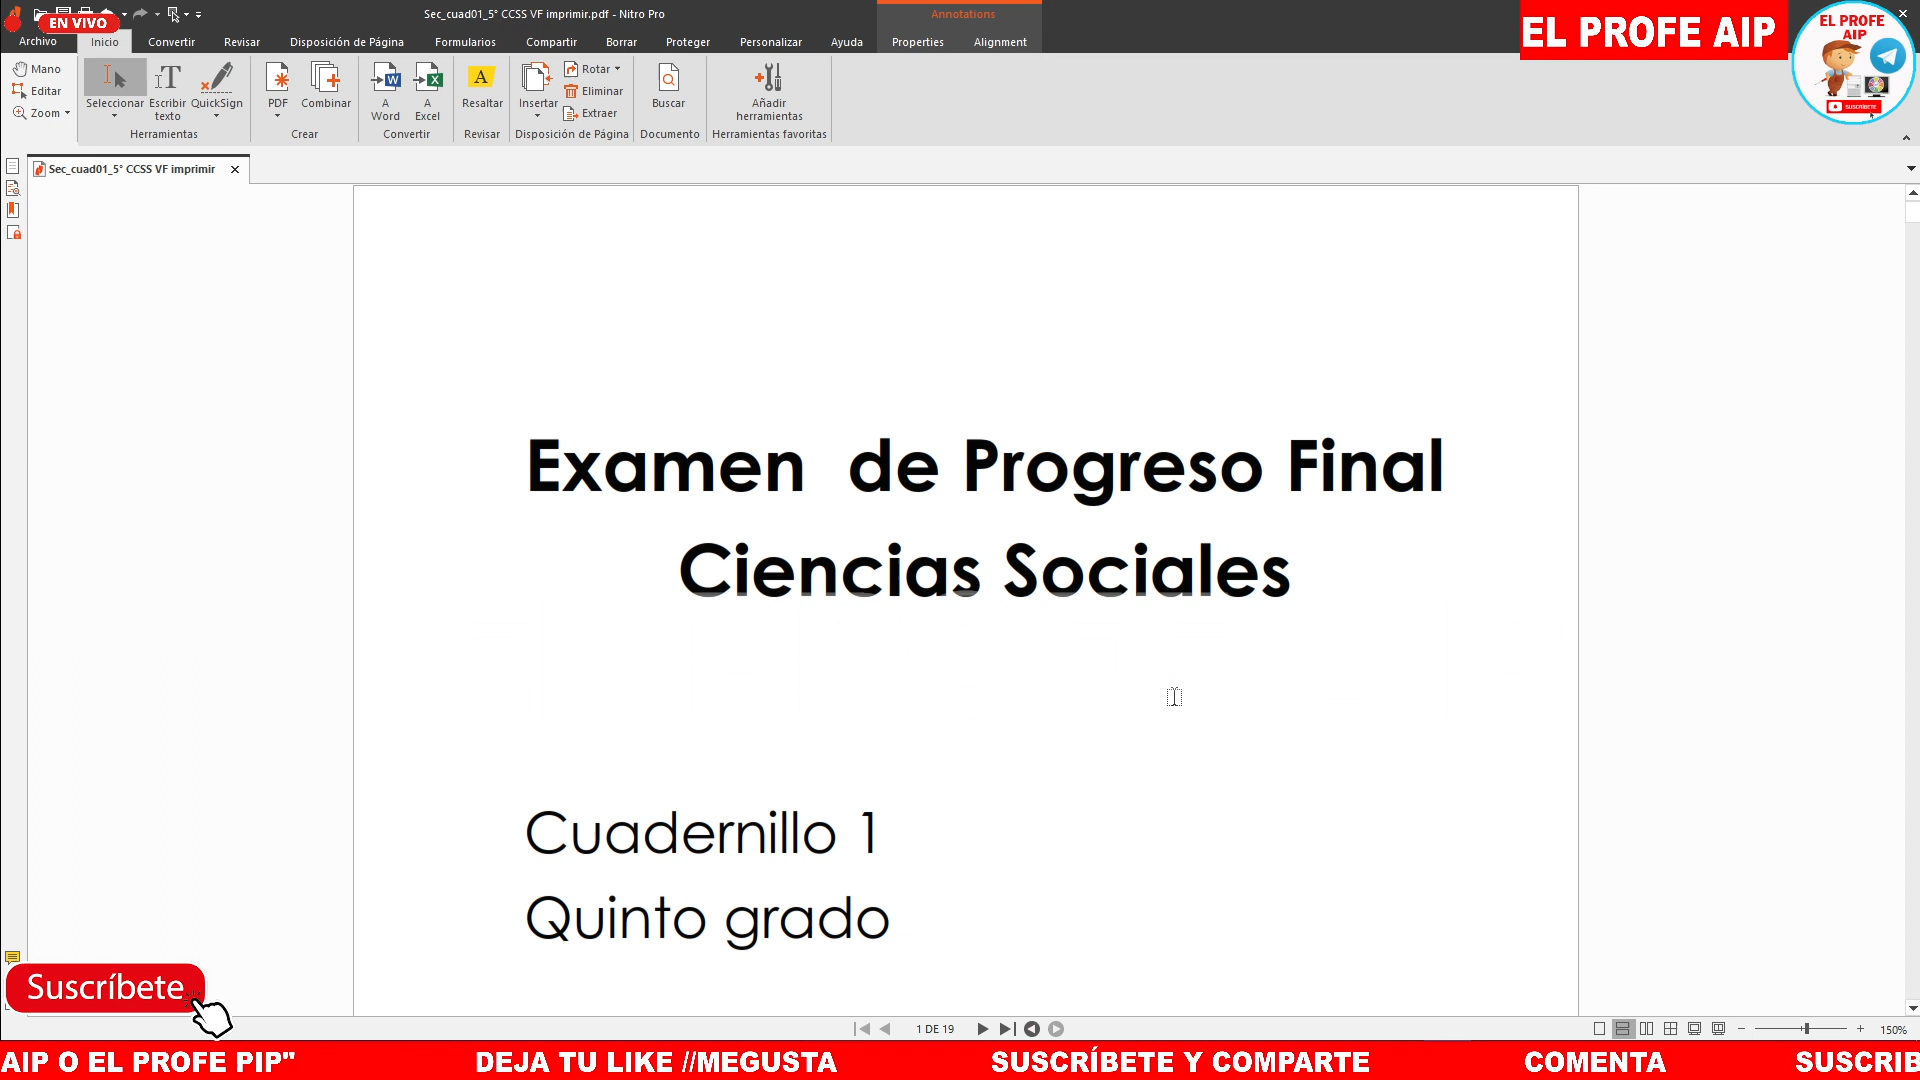 EN VIVO
Sec_cuad01_5° CCSS VF imprimir.pdf - Nitro Pro
Annotations
Archivo Inicio Convertir Revisar Disposición de Página Formularios Compartir Borrar Proteger Personalizar Ayuda Properties Alignment
EL PROFE AIP
EL PROFE
AIP
SUSCRÍBETE
Mano
Editar
Zoom
Seleccionar
Escribir
texto
QuickSign
Herramientas
PDF
Combinar
Crear
A
Word
A
Excel
Convertir
Resaltar
Revisar
Insertar
Rotar
Eliminar
Extraer
Disposición de Página
Buscar
Documento
Añadir
herramientas
Herramientas favoritas
Sec_cuad01_5° CCSS VF imprimir
Examen de Progreso Final
Ciencias Sociales
Cuadernillo 1
Quinto grado
Suscríbete
1 DE 19
150%
AIP O EL PROFE PIP" DEJA TU LIKE //MEGUSTA SUSCRÍBETE Y COMPARTE COMENTA SUSCRIB